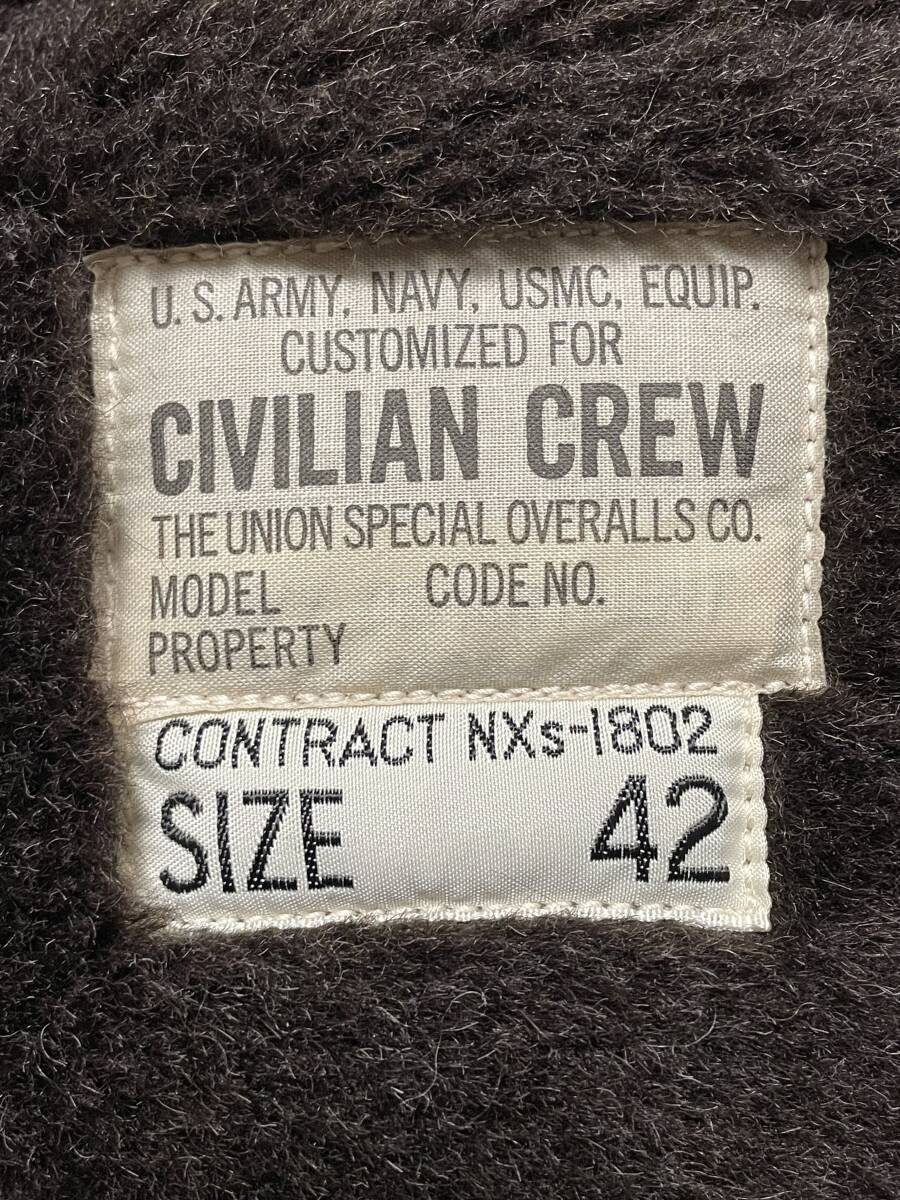 U.S. ARMY, NAVY, USMC, EQUIP.
CUSTOMIZED FOR
CIVILIAN CREW
THE UNION SPECIAL OVERALLS CO.
MODEL CODE NO.
PROPERTY
CONTRACT NXs-1802
SIZE 42